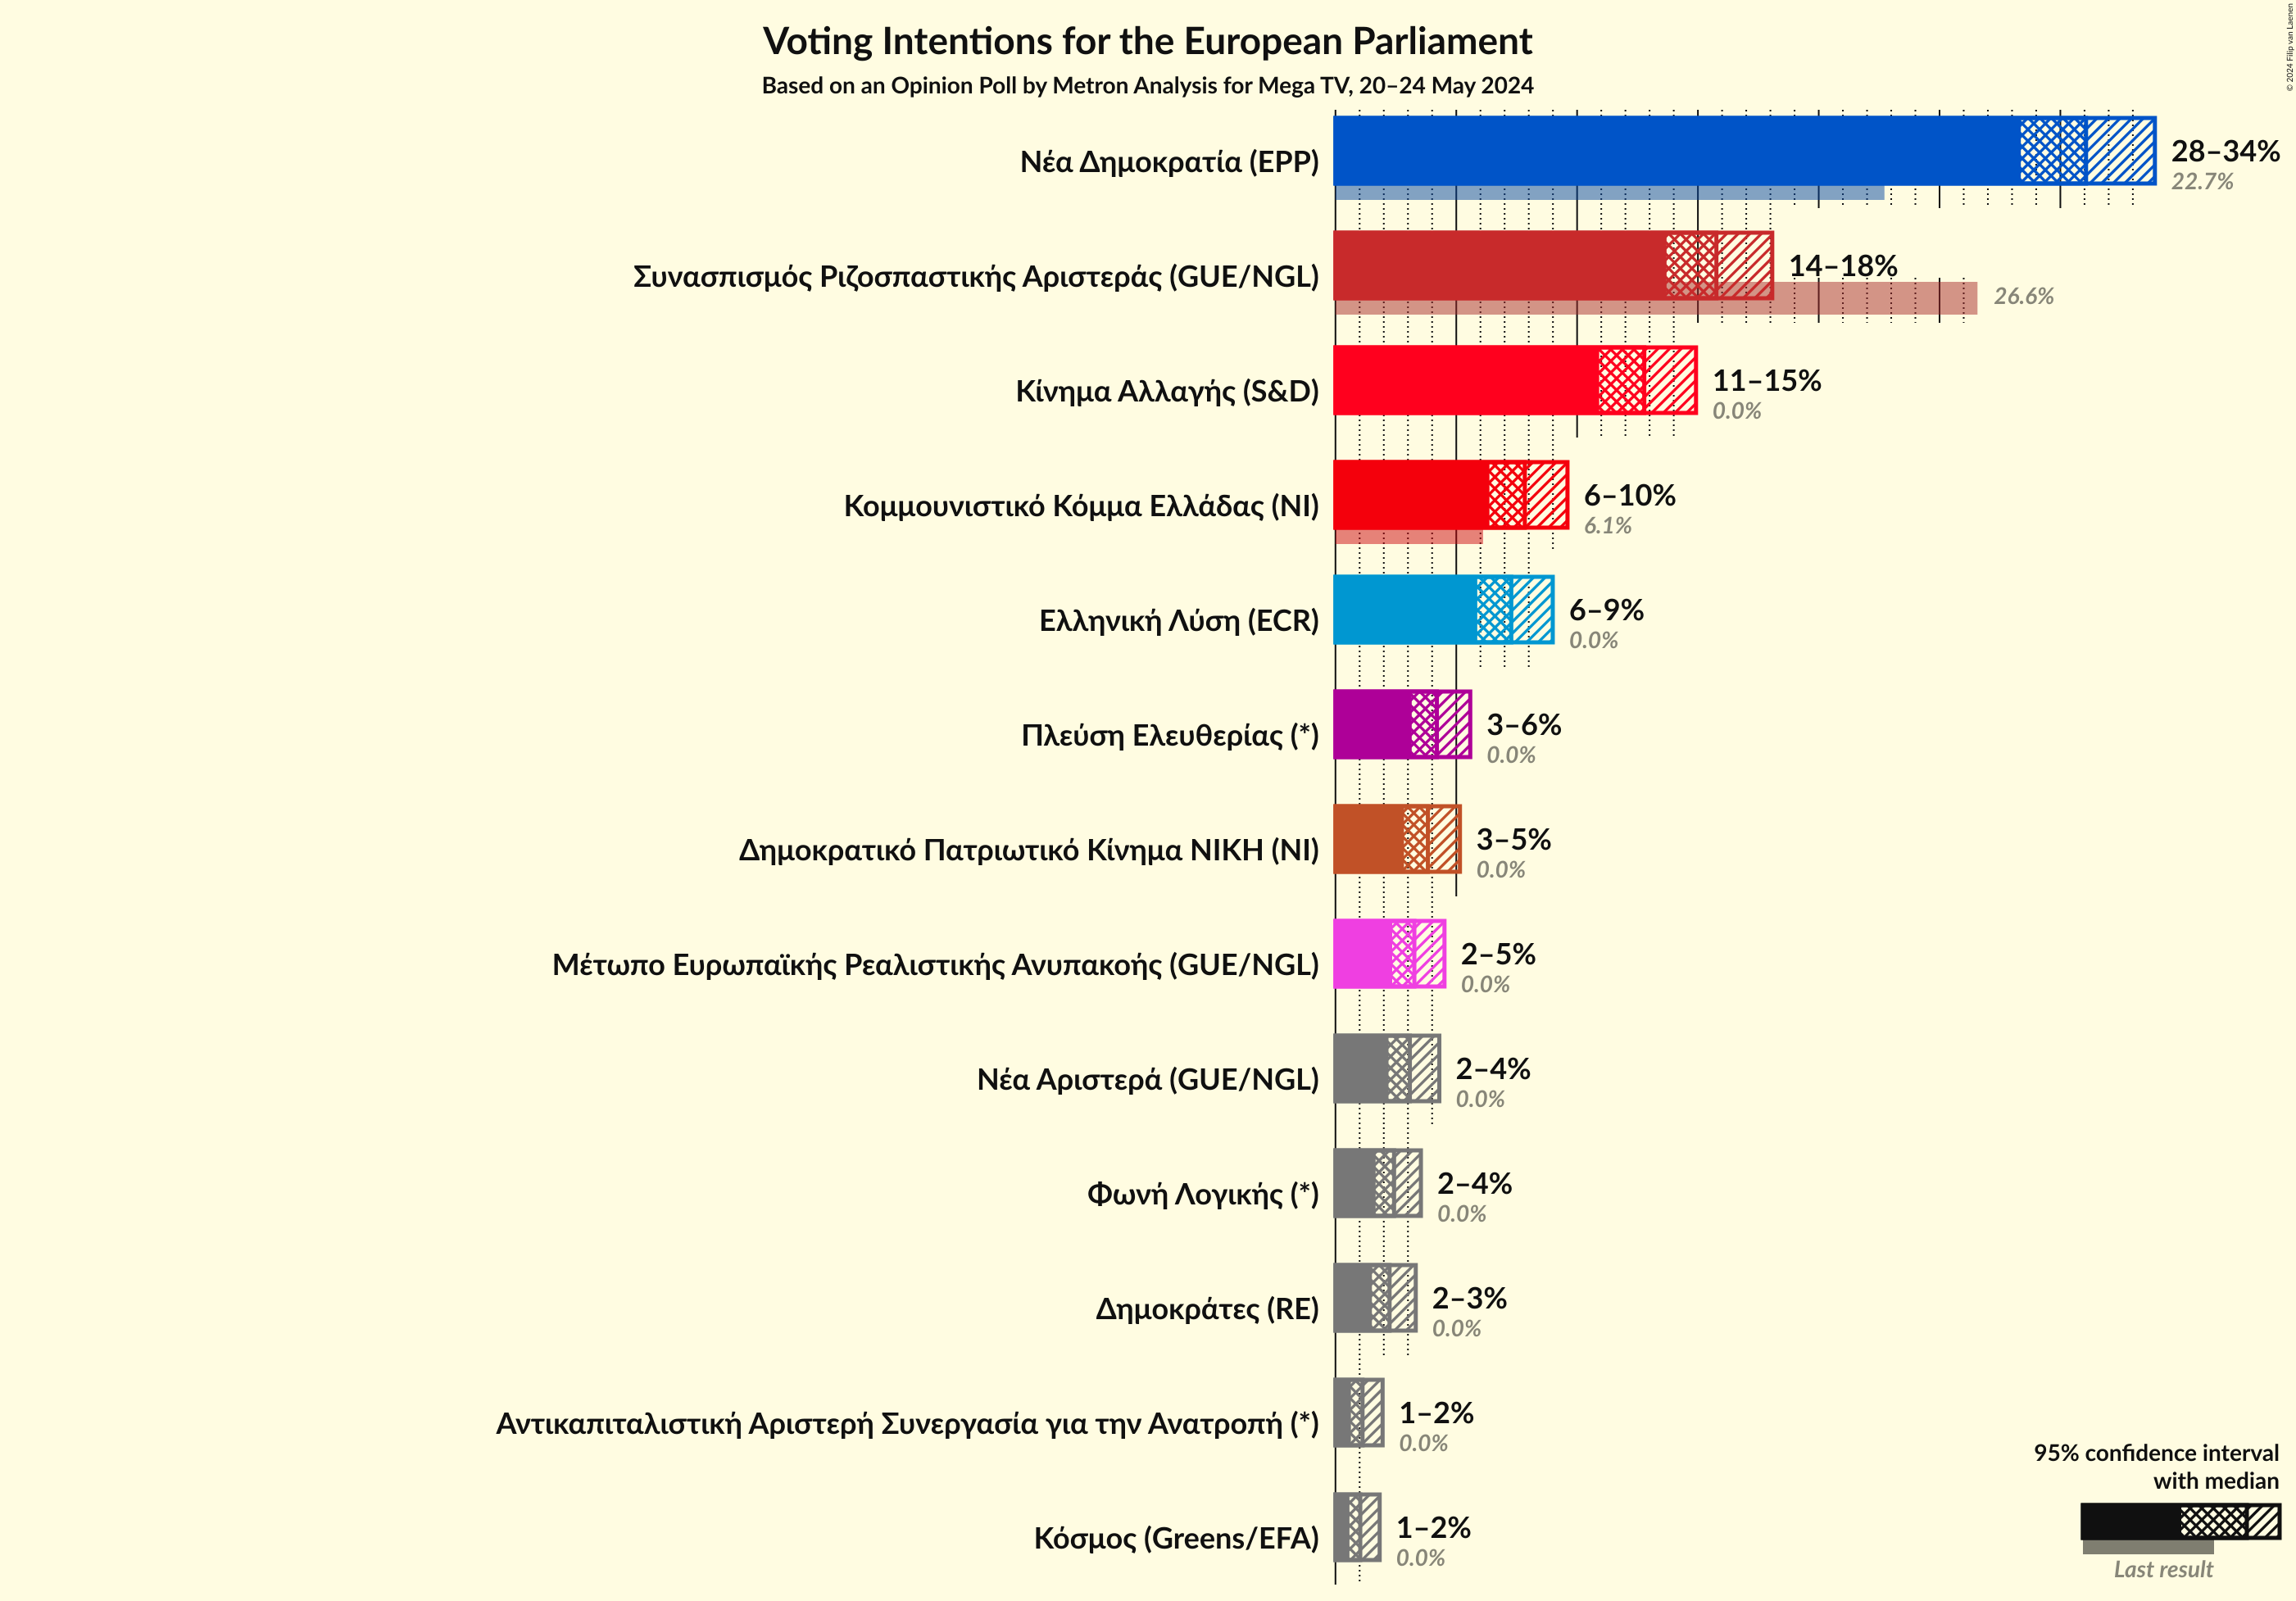 © 2024 Filip van Laenen
Voting Intentions for the European Parliament
Based on an Opinion Poll by Metron Analysis for Mega TV, 20–24 May 2024
Νέα Δημοκρατία (EPP)
28–34%
22.7%
Συνασπισμός Ριζοσπαστικής Αριστεράς (GUE/NGL)
14–18%
26.6%
Κίνημα Αλλαγής (S&D)
11–15%
0.0%
Κομμουνιστικό Κόμμα Ελλάδας (NI)
6–10%
6.1%
Ελληνική Λύση (ECR)
6–9%
0.0%
Πλεύση Ελευθερίας (*)
3–6%
0.0%
Δημοκρατικό Πατριωτικό Κίνημα ΝΙΚΗ (NI)
3–5%
0.0%
Μέτωπο Ευρωπαϊκής Ρεαλιστικής Ανυπακοής (GUE/NGL)
2–5%
0.0%
Νέα Αριστερά (GUE/NGL)
2–4%
0.0%
Φωνή Λογικής (*)
2–4%
0.0%
Δημοκράτες (RE)
2–3%
0.0%
Αντικαπιταλιστική Αριστερή Συνεργασία για την Ανατροπή (*)
1–2%
0.0%
Κόσμος (Greens/EFA)
1–2%
0.0%
95% confidence interval
with median
Last result